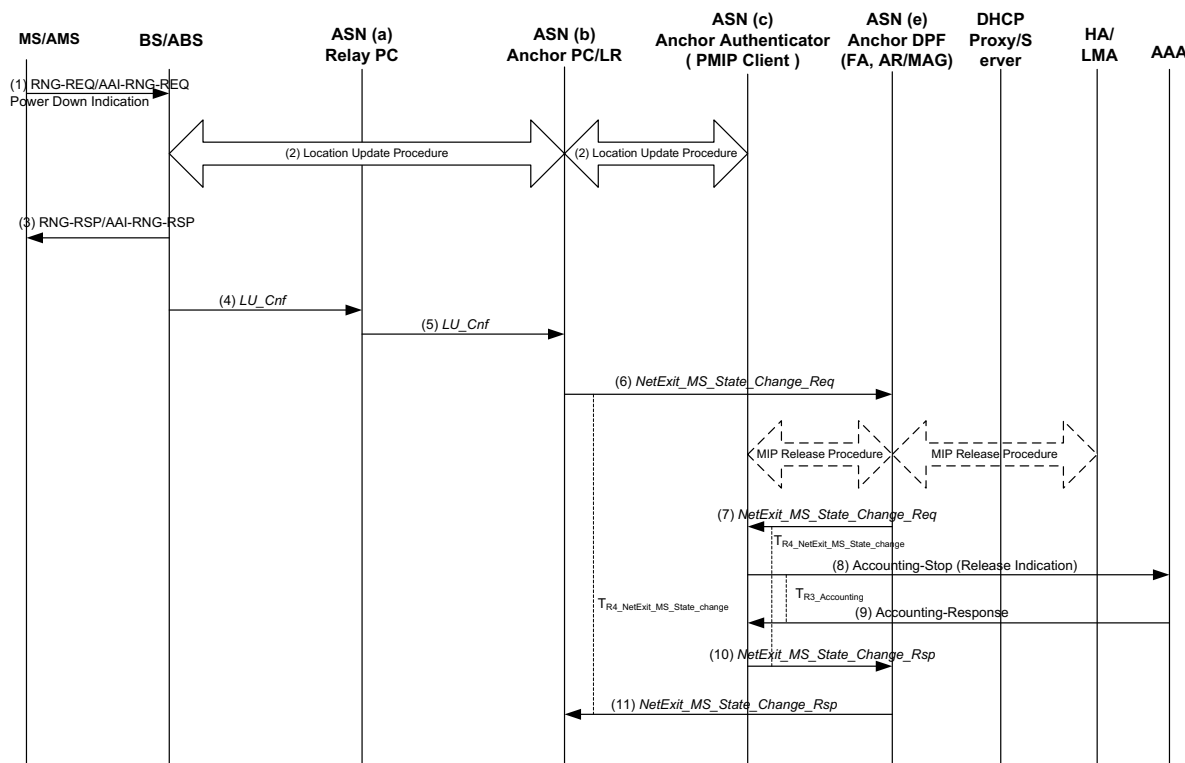 MS/AMS
BS/ABS
ASN (a)
Relay PC
ASN (b)
Anchor PC/LR
ASN (c)
Anchor Authenticator
( PMIP Client )
ASN (e)
Anchor DPF
(FA, AR/MAG)
DHCP
Proxy/S
erver
HA/
LMA
AAA
(1) RNG-REQ/AAI-RNG-REQ
Power Down Indication
(2) Location Update Procedure
(2) Location Update Procedure
(3) RNG-RSP/AAI-RNG-RSP
(4) LU_Cnf
(5) LU_Cnf
(6) NetExit_MS_State_Change_Req
MIP Release Procedure
MIP Release Procedure
(7) NetExit_MS_State_Change_Req
TR4_NetExit_MS_State_change
(8) Accounting-Stop (Release Indication)
TR3_Accounting
TR4_NetExit_MS_State_change
(9) Accounting-Response
(10) NetExit_MS_State_Change_Rsp
(11) NetExit_MS_State_Change_Rsp